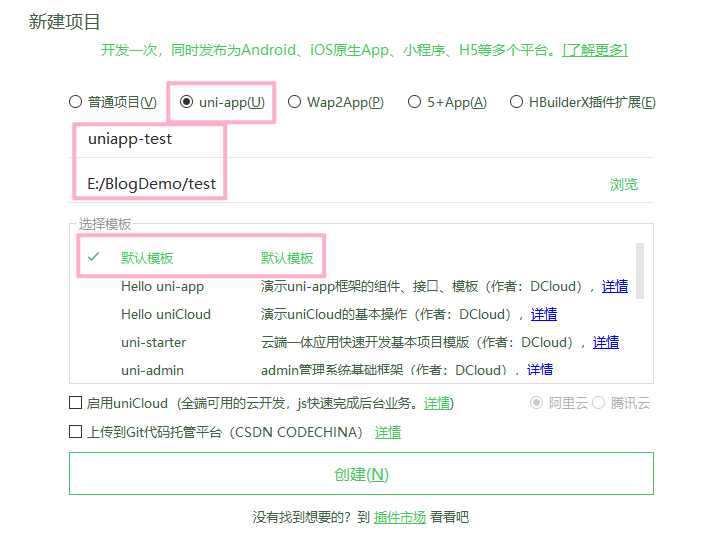 新建项目
开发一次，同时发布为Android、iOS原生App、小程序、H5等多个平台。[了解更多]
普通项目(V) uni-app(U) Wap2App(P) 5+App(A) HBuilderX插件扩展(E)
uniapp-test
E:/BlogDemo/test 浏览
选择模板
默认模板 默认模板
Hello uni-app 演示uni-app框架的组件、接口、模板（作者：DCloud），详情
Hello uniCloud 演示uniCloud的基本操作（作者：DCloud），详情
uni-starter 云端一体应用快速开发基本项目模版（作者：DCloud），详情
uni-admin admin管理系统基础框架（作者：DCloud），详情
启用uniCloud（全端可用的云开发，js快速完成后台业务。详情) 阿里云 腾讯云
上传到Git代码托管平台（CSDN CODECHINA） 详情
创建(N)
没有找到想要的？到 插件市场 看看吧